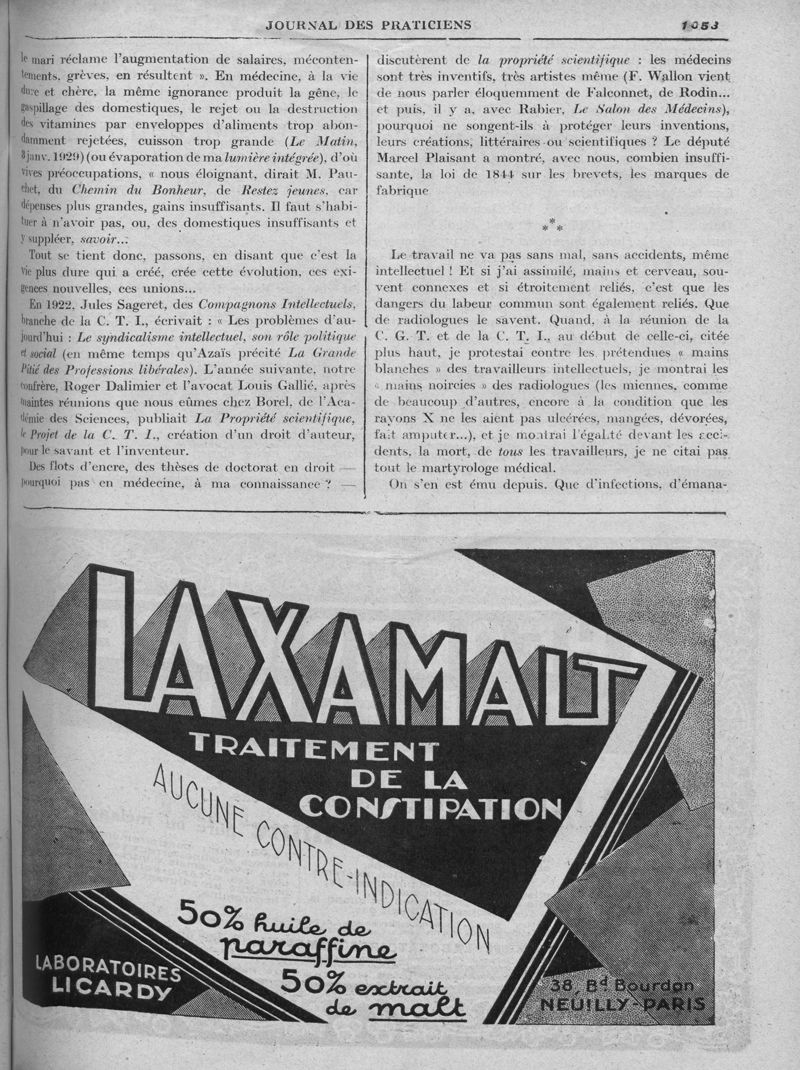 JOURNAL DES PRATICIENS
1053
le mari réclame l'augmentation de salaires, méconten-
tements, grèves, en résultent ». En médecine, à la vie
dure et chère, la même ignorance produit la gêne, le
gaspillage des domestiques, le rejet ou la destruction
des vitamines par enveloppes d'aliments trop abon-
damment rejetées, cuisson trop grande (Le Matin,
8 janv. 1929) (ou évaporation de ma lumière intégrée), d'où
vives préoccupations, « nous éloignant, dirait M. Pau-
chet, du Chemin du Bonheur, de Restez jeunes, car
dépenses plus grandes, gains insuffisants. Il faut s'habi-
tuer à n'avoir pas, ou, des domestiques insuffisants et
y suppléer, savoir...
Tout se tient donc, passons, en disant que c'est la
vie plus dure qui a créé, crée cette évolution, ces exi-
gences nouvelles, ces unions...
En 1922, Jules Sageret, des Compagnons Intellectuels,
branche de la C. T. I., écrivait : « Les problèmes d'au-
jourd'hui : Le syndicalisme intellectuel, son rôle politique
et social (en même temps qu'Azaïs précité La Grande
Pitié des Professions libérales). L'année suivante, notre
confrère, Roger Dalimier et l'avocat Louis Gallié, après
maintes réunions que nous eûmes chez Borel, de l'Aca-
démie des Sciences, publiait La Propriété scientifique,
le Projet de la C. T. I., création d'un droit d'auteur,
pour le savant et l'inventeur.
Des flots d'encre, des thèses de doctorat en droit —
pourquoi pas en médecine, à ma connaissance ? —
discutèrent de la propriété scientifique : les médecins
sont très inventifs, très artistes même (F. Wallon vient
de nous parler éloquemment de Falconnet, de Rodin...
et puis, il y a, avec Rabier, Le Salon des Médecins),
pourquoi ne songent-ils à protéger leurs inventions,
leurs créations, littéraires ou scientifiques ? Le député
Marcel Plaisant a montré, avec nous, combien insuffi-
sante, la loi de 1844 sur les brevets, les marques de
fabrique
* * *
Le travail ne va pas sans mal, sans accidents, même
intellectuel ! Et si j'ai assimilé, mains et cerveau, sou-
vent connexes et si étroitement reliés, c'est que les
dangers du labeur commun sont également reliés. Que
de radiologues le savent. Quand, à la réunion de la
C. G. T. et de la C. T. I., au début de celle-ci, citée
plus haut, je protestai contre les prétendues « mains
blanches » des travailleurs intellectuels, je montrai les
« mains noircies » des radiologues (les miennes, comme
de beaucoup d'autres, encore à la condition que les
rayons X ne les aient pas ulcérées, mangées, dévorées,
fait amputer...), et je montrai l'égalité devant les acci-
dents, la mort, de tous les travailleurs, je ne citai pas
tout le martyrologe médical.
On s'en est ému depuis. Que d'infections, d'émana-
LAXAMALT
TRAITEMENT
DE LA
CONSTIPATION
AUCUNE CONTRE-INDICATION
50% huile de
paraffine
50% extrait
de malt
LABORATOIRES
LICARDY
38, Bd Bourdon
NEUILLY-PARIS